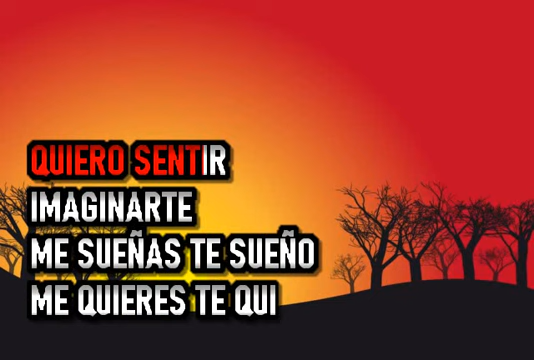 QUIERO SENTIR
IMAGINARTE
ME SUEÑAS TE SUEÑO
ME QUIERES TE QUI